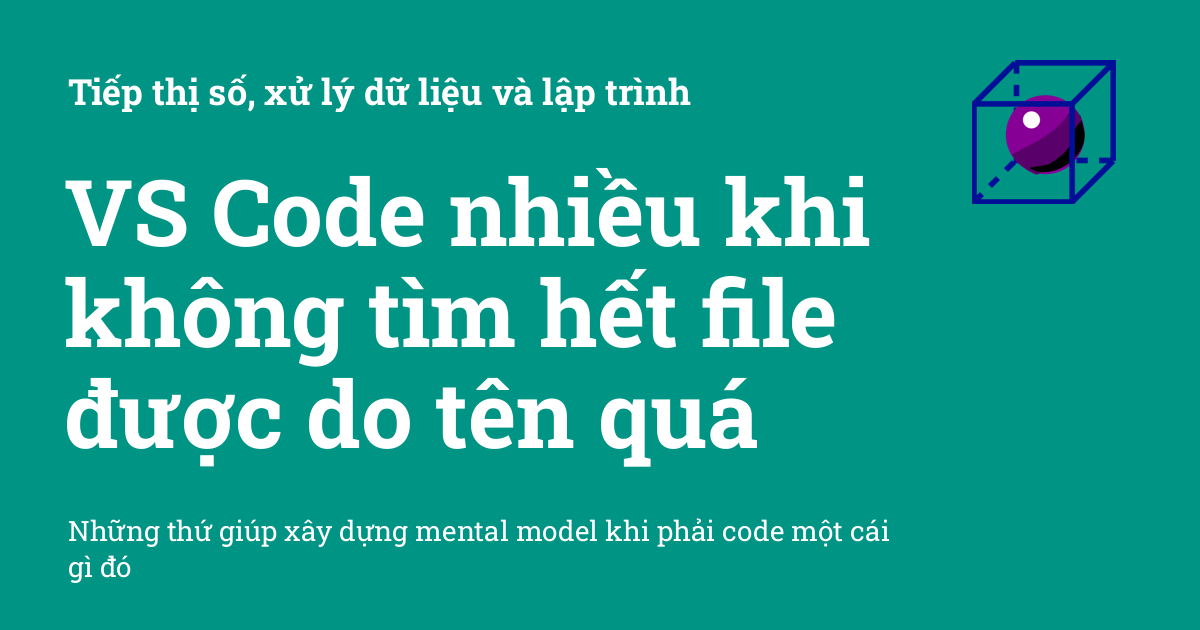 Tiếp thị số, xử lý dữ liệu và lập trình
VS Code nhiều khi
không tìm hết file
được do tên quá
Những thứ giúp xây dựng mental model khi phải code một cái
gì đó